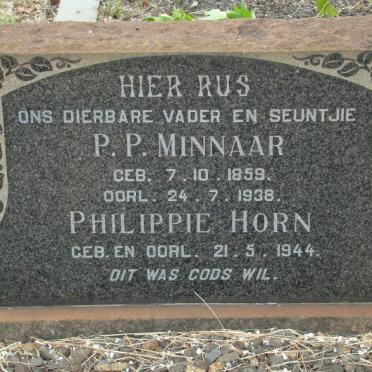 HIER RUS
ONS DIERBARE VADER EN SEUNTJIE
P. P. MINNAAR
GEB. 7. 10. 1859.
OORL. 24. 7. 1938.
PHILIPPIE HORN
GEB. EN OORL. 21. 5. 1944.
DIT WAS GODS WIL.